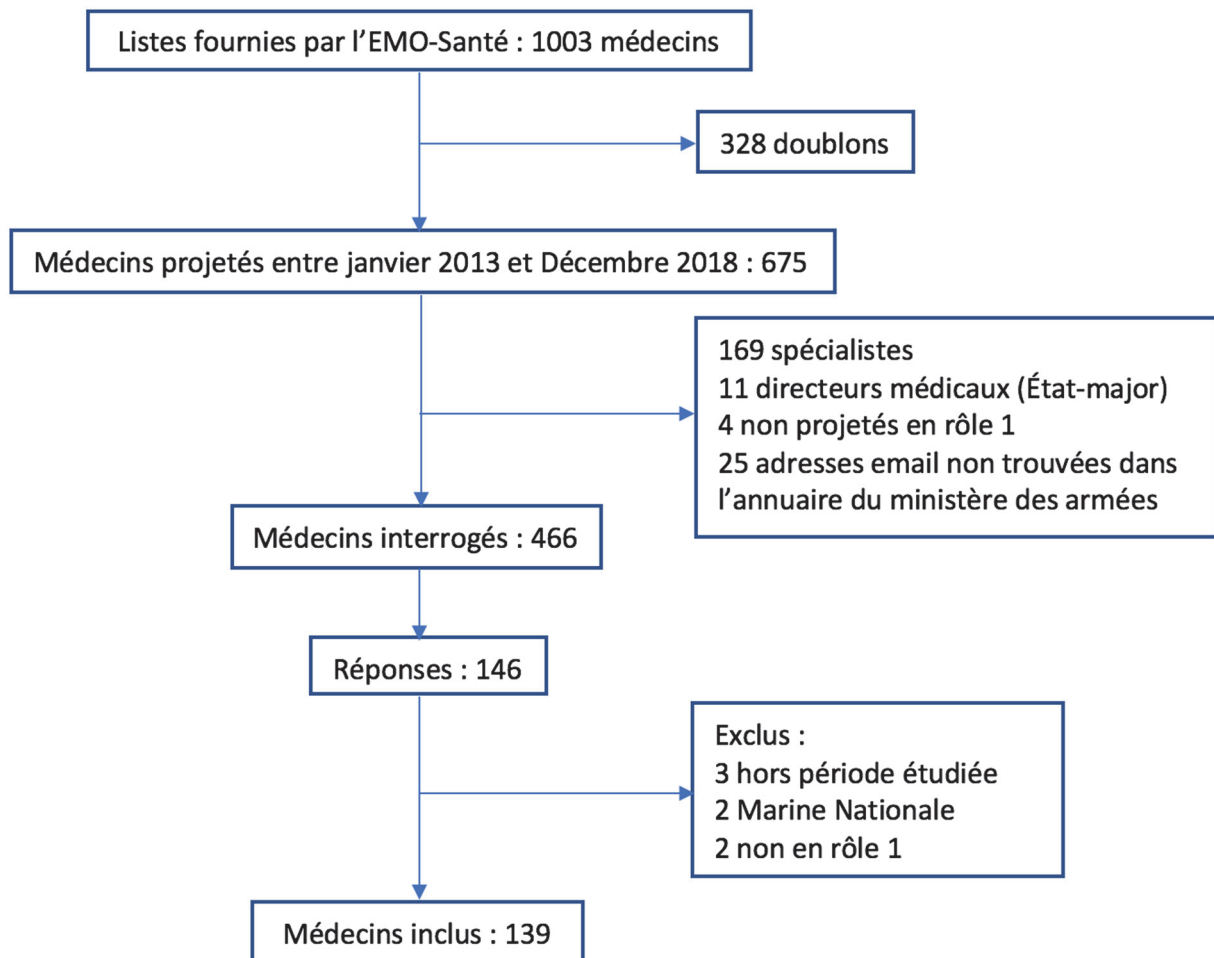 Listes fournies par l’EMO-Santé : 1003 médecins
328 doublons
Médecins projetés entre janvier 2013 et Décembre 2018 : 675
169 spécialistes
11 directeurs médicaux (État-major)
4 non projetés en rôle 1
25 adresses email non trouvées dans
l’annuaire du ministère des armées
Médecins interrogés : 466
Réponses : 146
Exclus :
3 hors période étudiée
2 Marine Nationale
2 non en rôle 1
Médecins inclus : 139